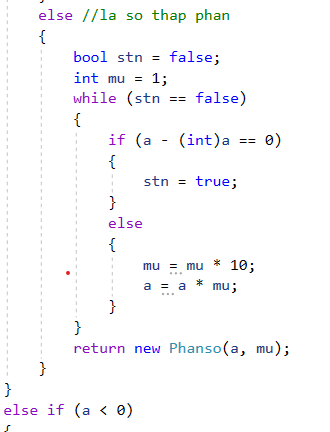 else //la so thap phan
{
bool stn = false;
int mu = 1;
while (stn == false)
{
if (a - (int)a == 0)
{
stn = true;
}
else
{
mu = mu * 10;
a = a * mu;
}
}
return new Phanso(a, mu);
}
}
else if (a < 0)
{